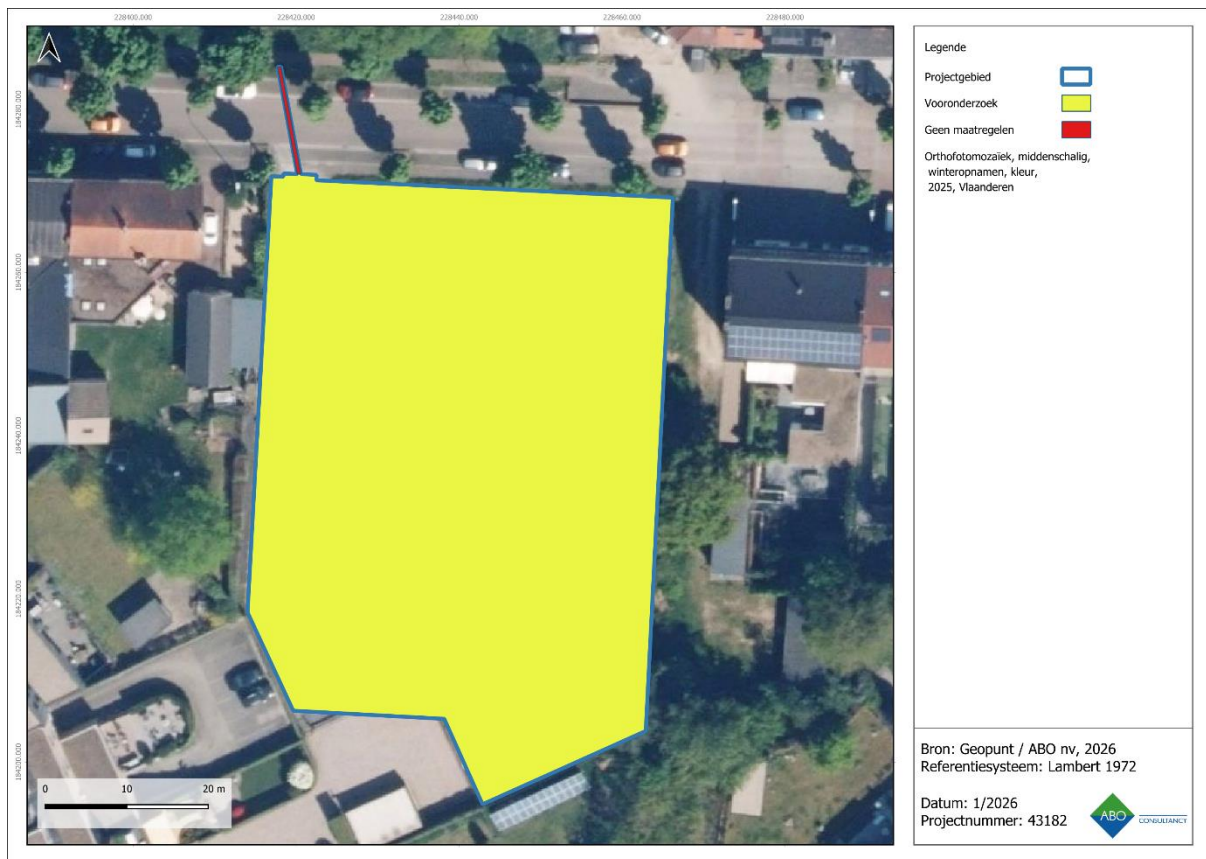 228400.000
228420.000
228440.000
228460.000
228480.000
184280.000
184260.000
184240.000
184220.000
184200.000
0 10 20 m
Legende
Projectgebied
Vooronderzoek
Geen maatregelen
Orthofotomozaïek, middenschalig,
winteropnamen, kleur,
2025, Vlaanderen
Bron: Geopunt / ABO nv, 2026
Referentiesysteem: Lambert 1972
Datum: 1/2026
Projectnummer: 43182
ABO
CONSULTANCY